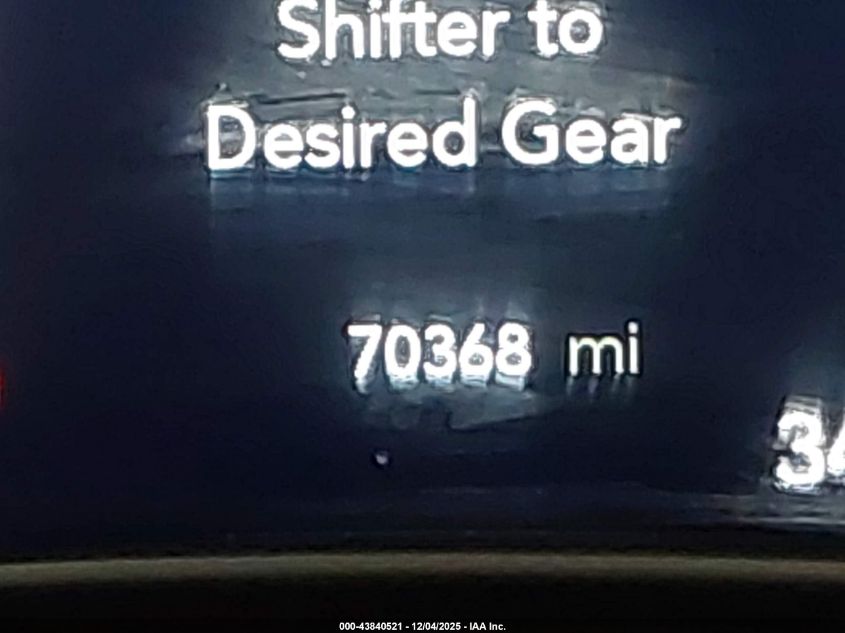 Shifter to
Desired Gear
70368 mi
000-43840521 - 12/04/2025 - IAA Inc.